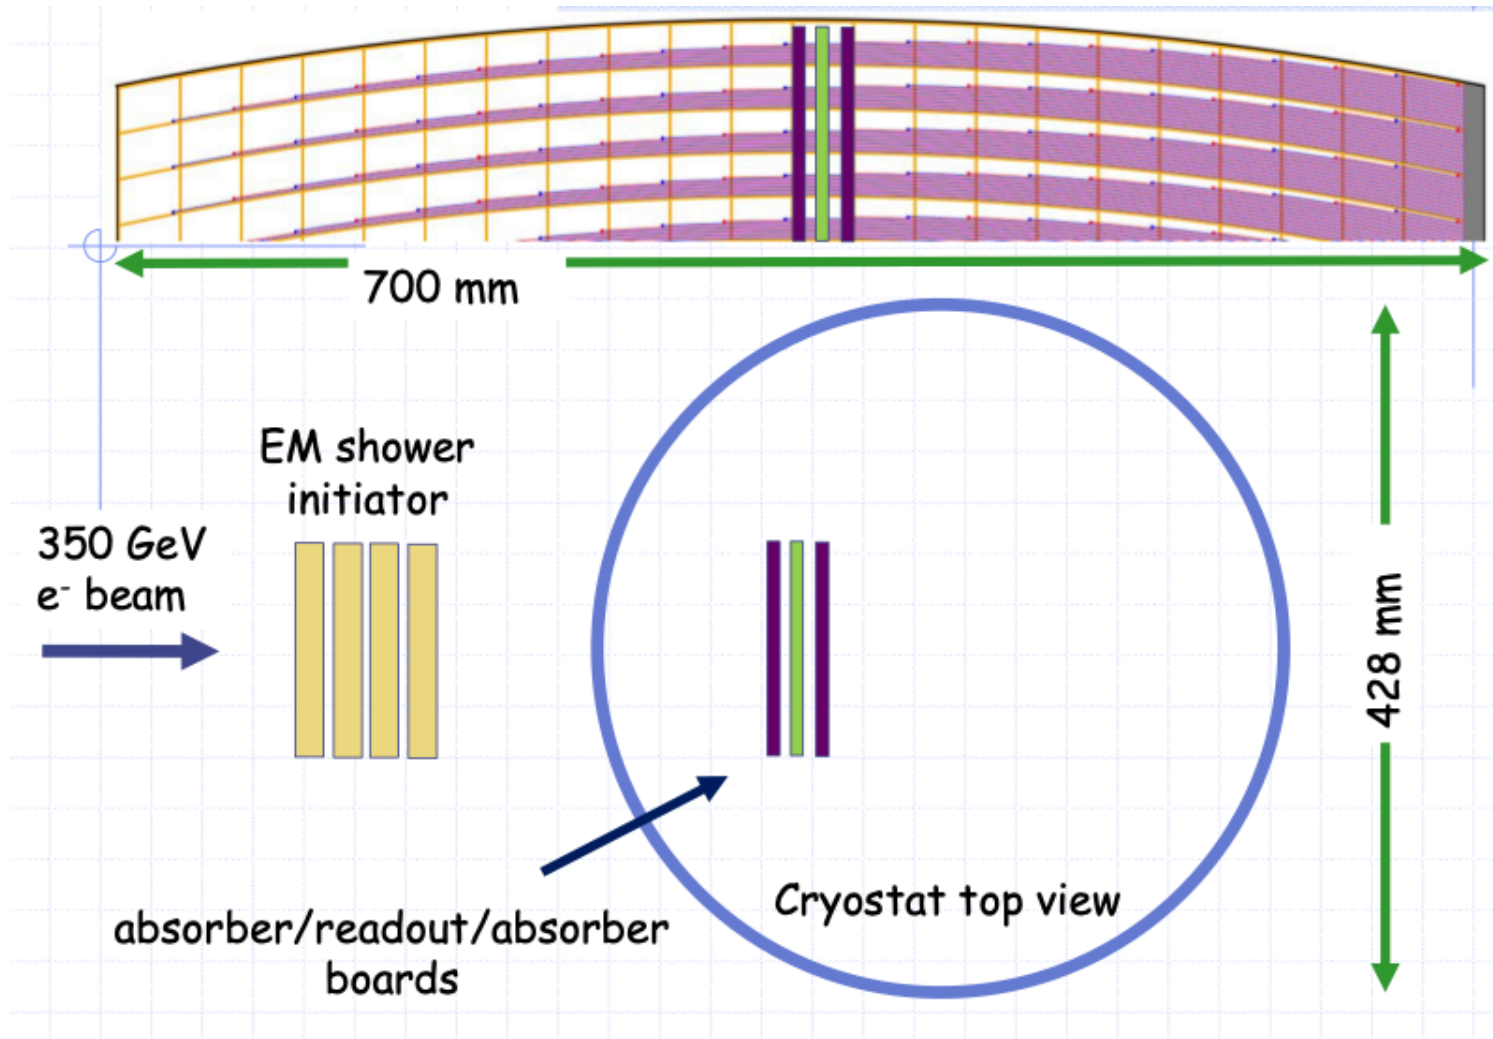 700 mm
EM shower
initiator
350 GeV
e⁻ beam
428 mm
Cryostat top view
absorber/readout/absorber
boards